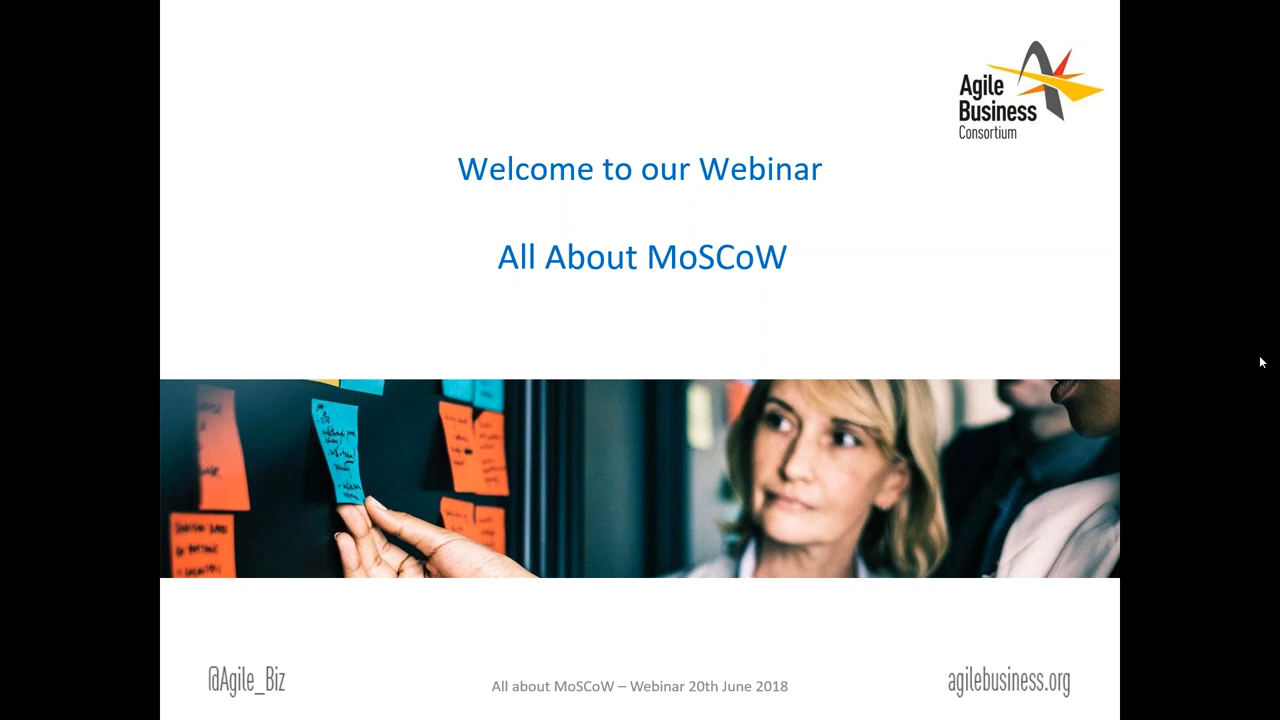 Agile
Business
Consortium
Welcome to our Webinar
All About MoSCoW
@Agile_Biz
All about MoSCoW – Webinar 20th June 2018
agilebusiness.org